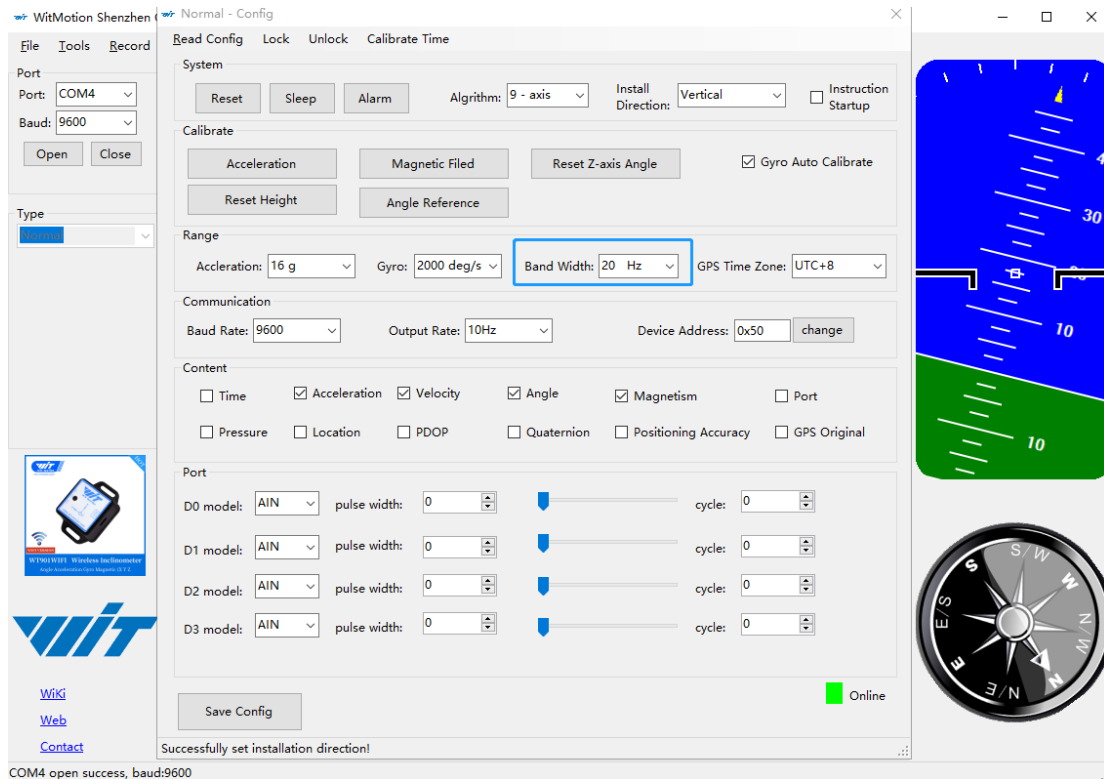 WitMotion Shenzhen
Normal - Config
File Tools Record
Read Config Lock Unlock Calibrate Time
Port
Port: COM4
Baud: 9600
Open Close
Type
Normal
System
Reset Sleep Alarm Algrithm: 9 - axis Install Direction: Vertical Instruction Startup
Calibrate
Acceleration Magnetic Filed Reset Z-axis Angle Gyro Auto Calibrate
Reset Height Angle Reference
Range
Accleration: 16 g Gyro: 2000 deg/s Band Width: 20 Hz GPS Time Zone: UTC+8
Communication
Baud Rate: 9600 Output Rate: 10Hz Device Address: 0x50 change
Content
Time Acceleration Velocity Angle Magnetism Port
Pressure Location PDOP Quaternion Positioning Accuracy GPS Original
Port
D0 model: AIN pulse width: 0 cycle: 0
D1 model: AIN pulse width: 0 cycle: 0
D2 model: AIN pulse width: 0 cycle: 0
D3 model: AIN pulse width: 0 cycle: 0
Save Config
Online
Successfully set installation direction!
WiT
WT901WIFI Wireless Inclinometer
WiT
WiKi
Web
Contact
COM4 open success, baud:9600
30
10
10
S/W
W
N/W
N
N/E
E
E/S
S